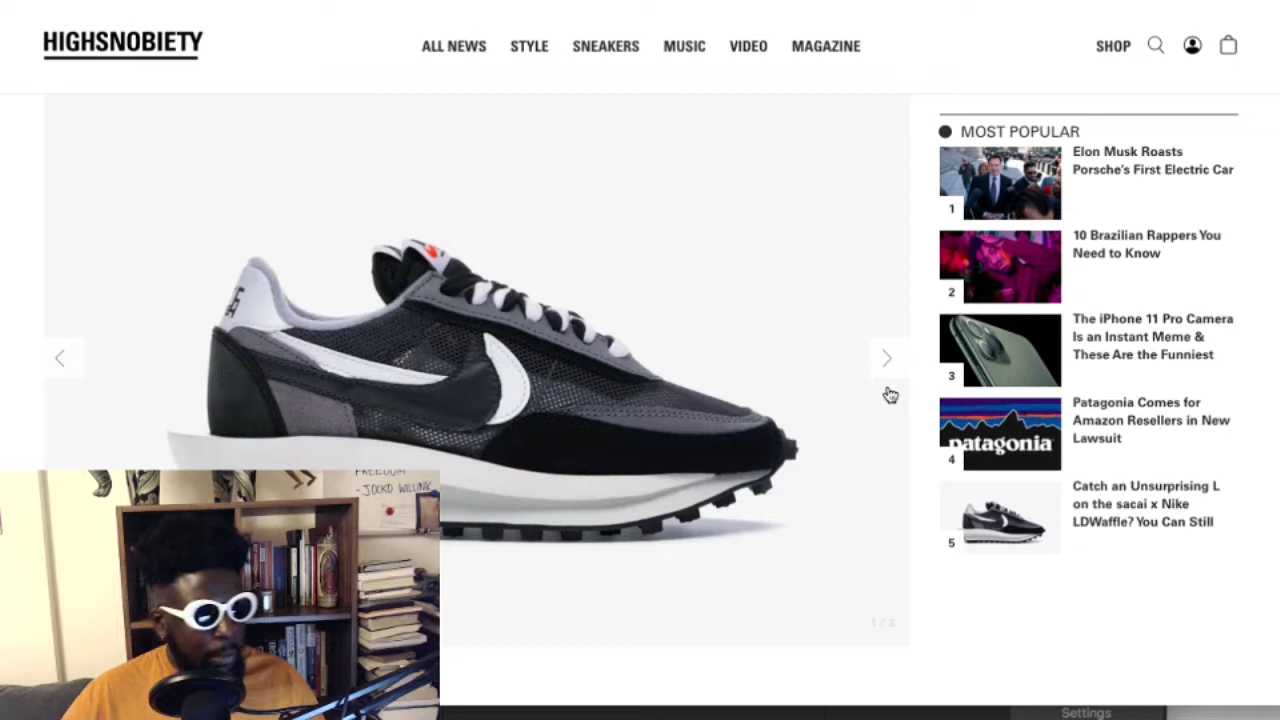 HIGHSNOBIETY
ALL NEWS STYLE SNEAKERS MUSIC VIDEO MAGAZINE
SHOP
MOST POPULAR
Elon Musk Roasts
Porsche's First Electric Car
1
10 Brazilian Rappers You
Need to Know
2
The iPhone 11 Pro Camera
Is an Instant Meme &
These Are the Funniest
3
Patagonia Comes for
Amazon Resellers in New
Lawsuit
patagonia
4
Catch an Unsurprising L
on the sacai x Nike
LDWaffle? You Can Still
5
1 / 3
FREEDOM
- JOCKO WILLINK
Settings